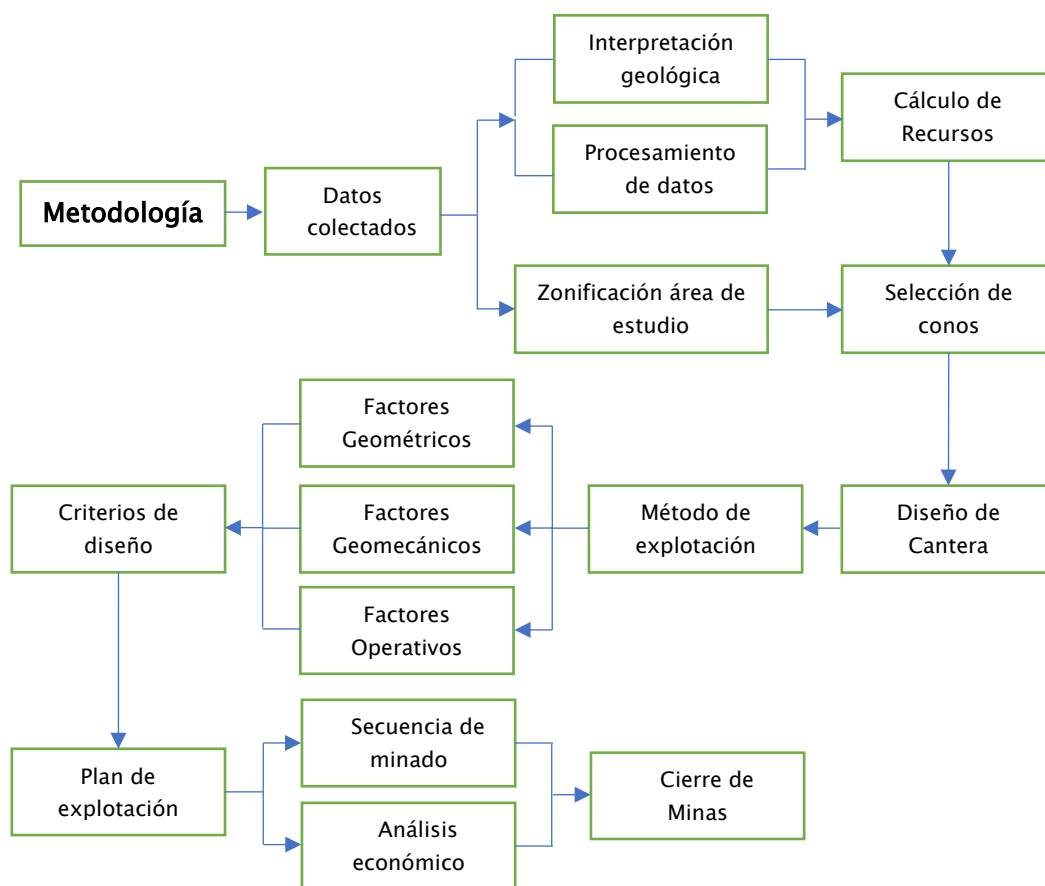 Metodología
Datos
colectados
Interpretación
geológica
Procesamiento
de datos
Cálculo de
Recursos
Zonificación área de
estudio
Selección de
conos
Diseño de
Cantera
Método de
explotación
Factores
Geométricos
Factores
Geomecánicos
Factores
Operativos
Criterios de
diseño
Plan de
explotación
Secuencia de
minado
Análisis
económico
Cierre de
Minas